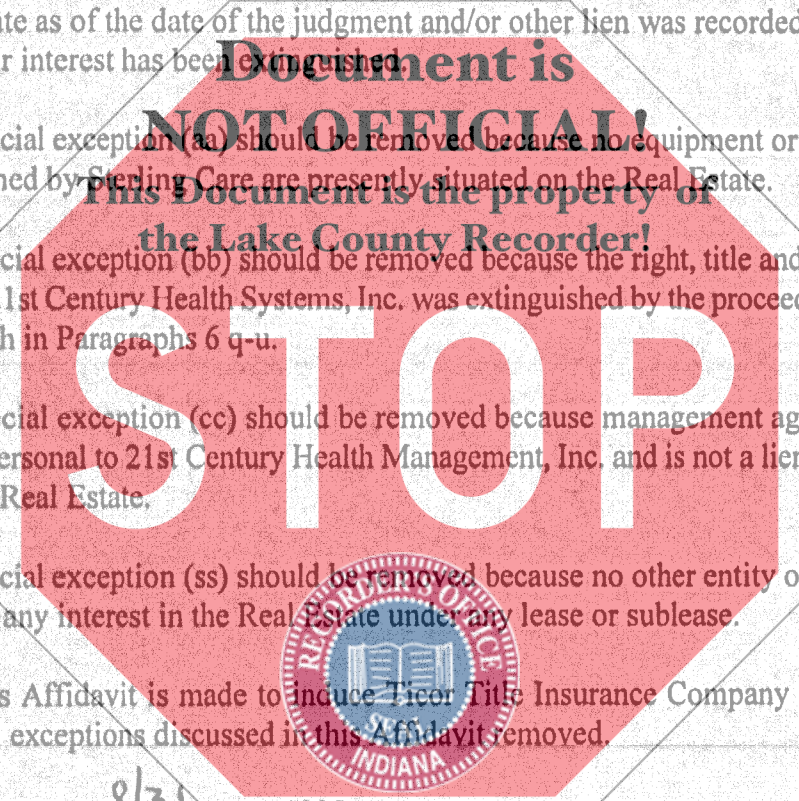 te as of the date of the judgment and/or other lien was recorded
r interest has been extinguished.
Document is
NOT OFFICIAL!
cial exception (aa) should be removed because no equipment or
ned by Sterling Care are presently situated on the Real Estate.
This Document is the property of
the Lake County Recorder!
cial exception (bb) should be removed because the right, title and
1st Century Health Systems, Inc. was extinguished by the proceed
h in Paragraphs 6 q-u.
STOP
cial exception (cc) should be removed because management ag
ersonal to 21st Century Health Management, Inc. and is not a lien
Real Estate.
cial exception (ss) should be removed because no other entity o
any interest in the Real Estate under any lease or sublease.
RECORDER'S OFFICE
s Affidavit is made to induce Ticor Title Insurance Company
exceptions discussed in this Affidavit removed.
SEAL
INDIANA